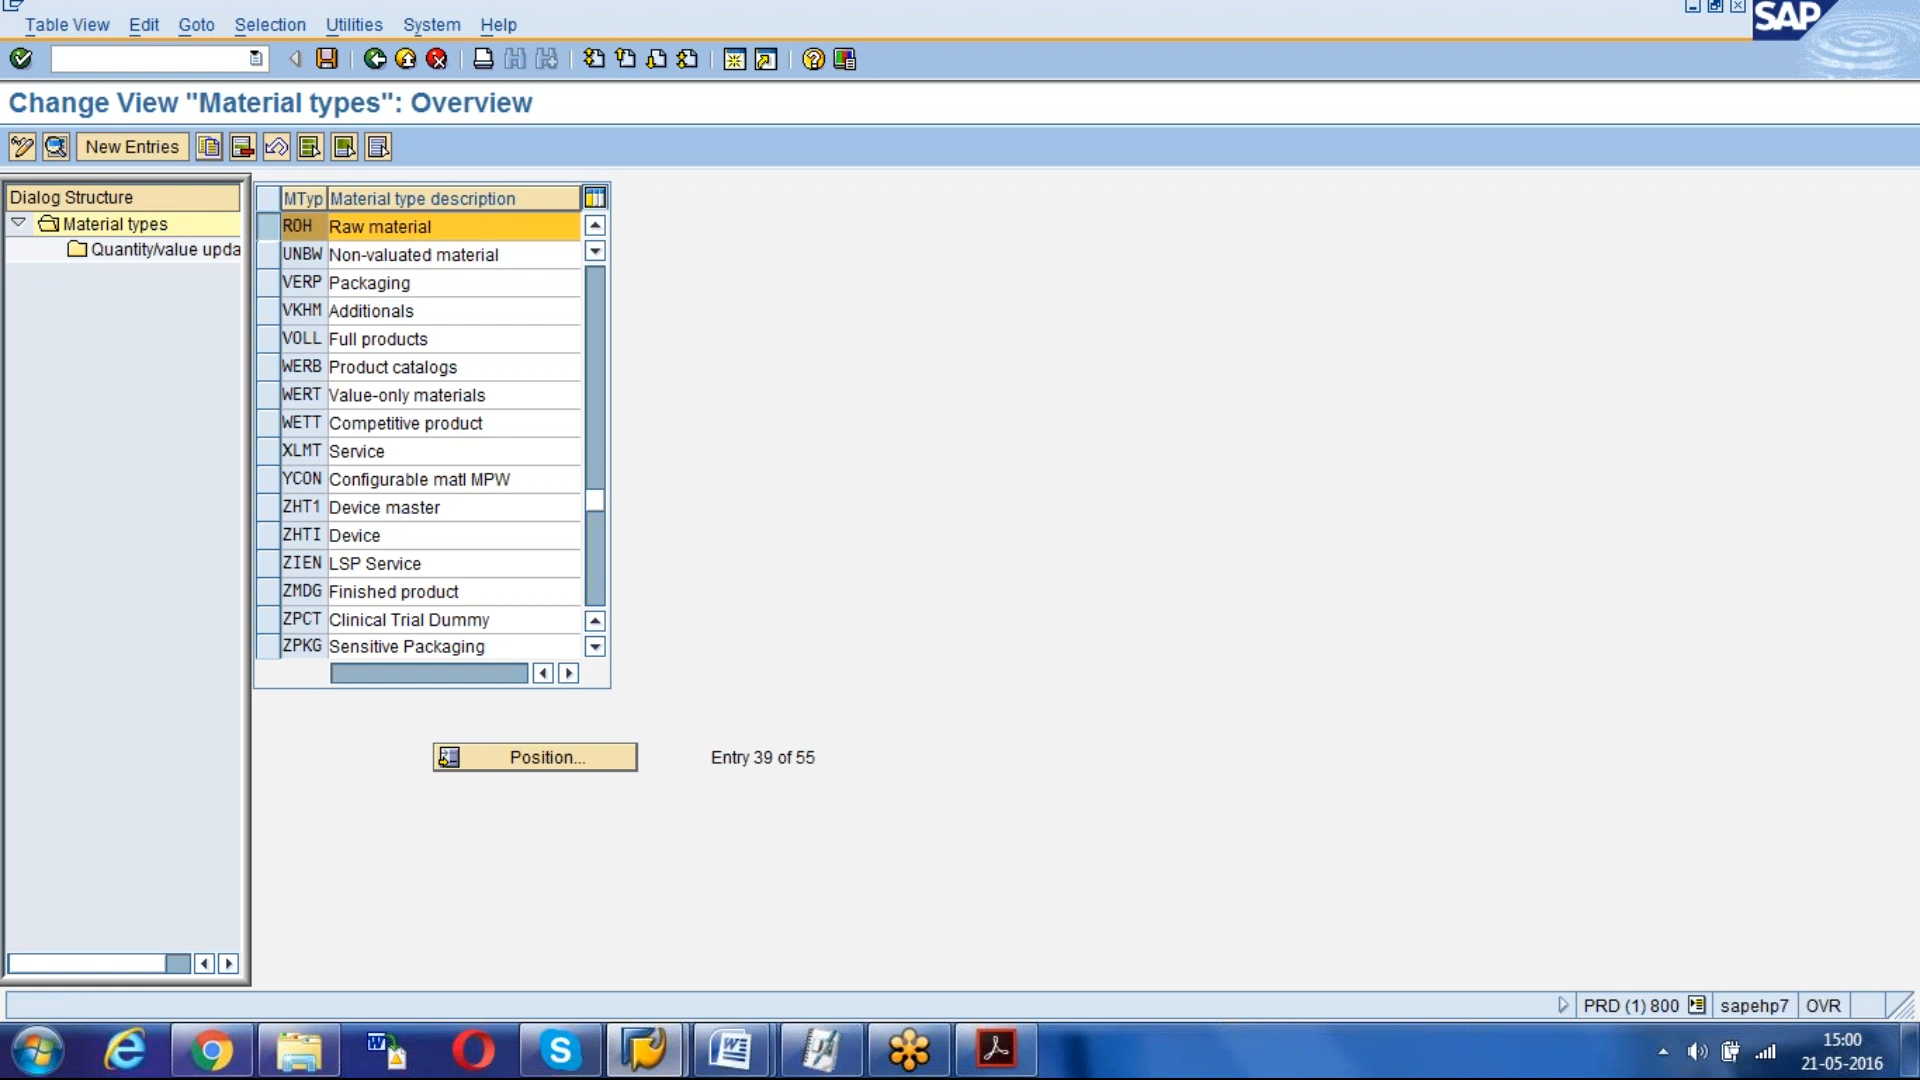 Table View Edit Goto Selection Utilities System Help
SAP
Change View "Material types": Overview
New Entries
Dialog Structure
Material types
Quantity/value upda
MTyp Material type description
ROH Raw material
UNBW Non-valuated material
VERP Packaging
VKHM Additionals
VOLL Full products
WERB Product catalogs
WERT Value-only materials
WETT Competitive product
XLMT Service
YCON Configurable matl MPW
ZHT1 Device master
ZHTI Device
ZIEN LSP Service
ZMDG Finished product
ZPCT Clinical Trial Dummy
ZPKG Sensitive Packaging
Position... Entry 39 of 55
PRD (1) 800 sapehp7 OVR
15:00
21-05-2016